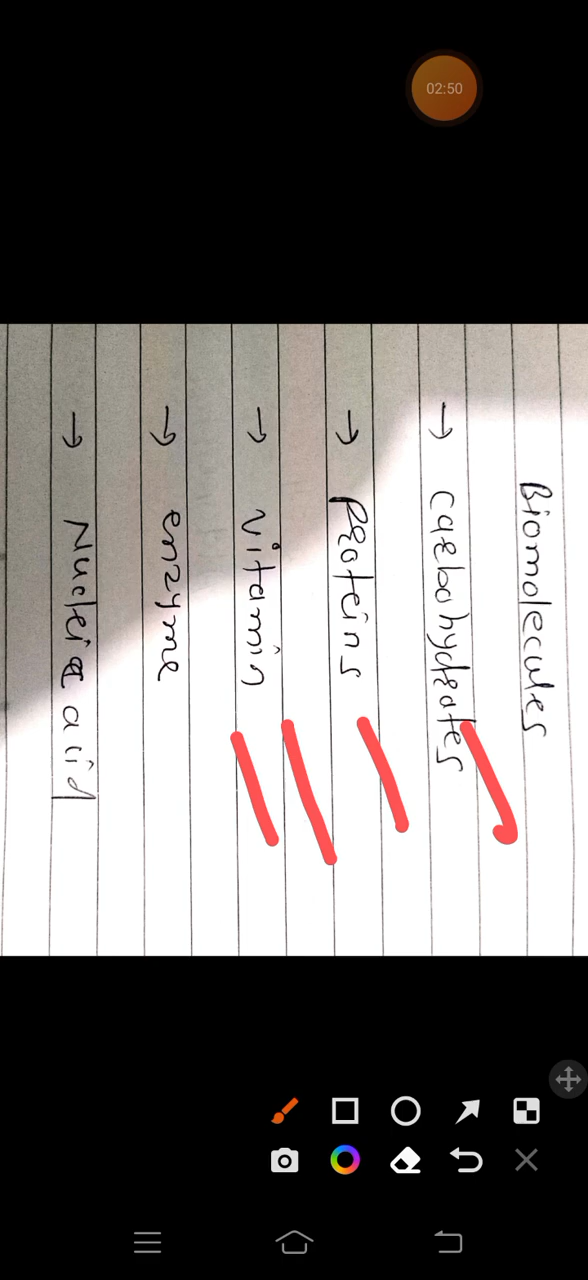 02:50
Biomolecules
→ Carbohydrates
→ Proteins
→ Vitamin
→ enzyme
→ Nucleic acid